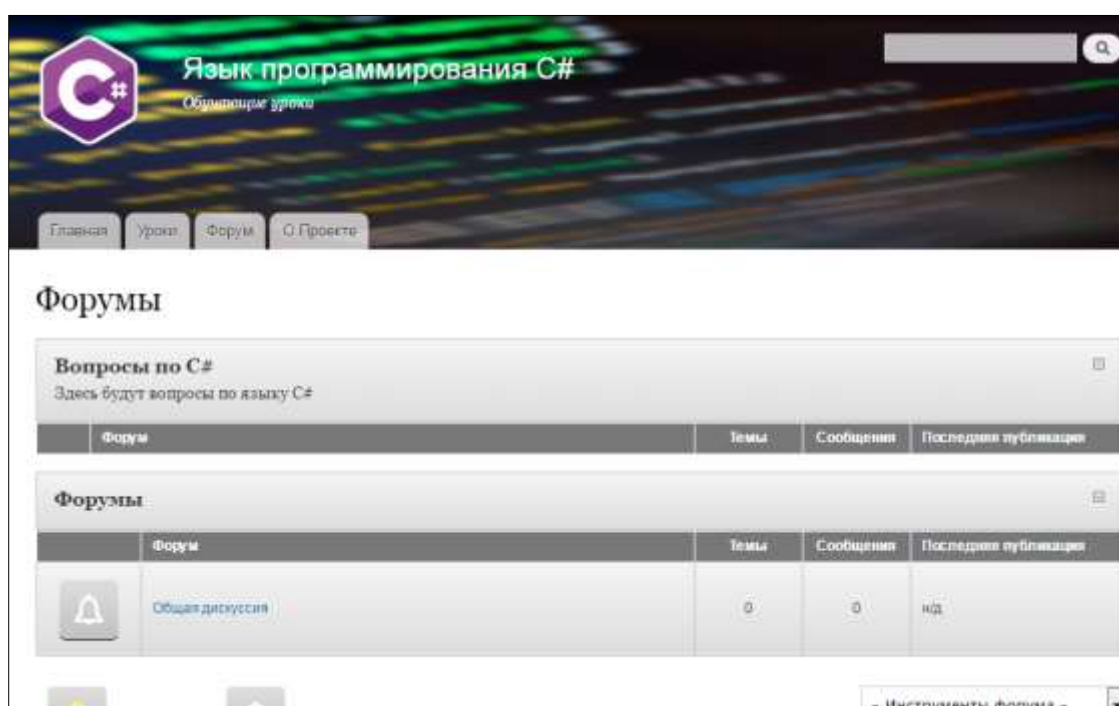 C#
Язык программирования C#
Обучающие уроки
Главная Уроки Форум О Проекте
Форумы
Вопросы по C#
Здесь будут вопросы по языку C#
Форум Темы Сообщения Последняя публикация
Форумы
Форум Темы Сообщения Последняя публикация
Общая дискуссия 0 0 н/д
- Инструменты форума -